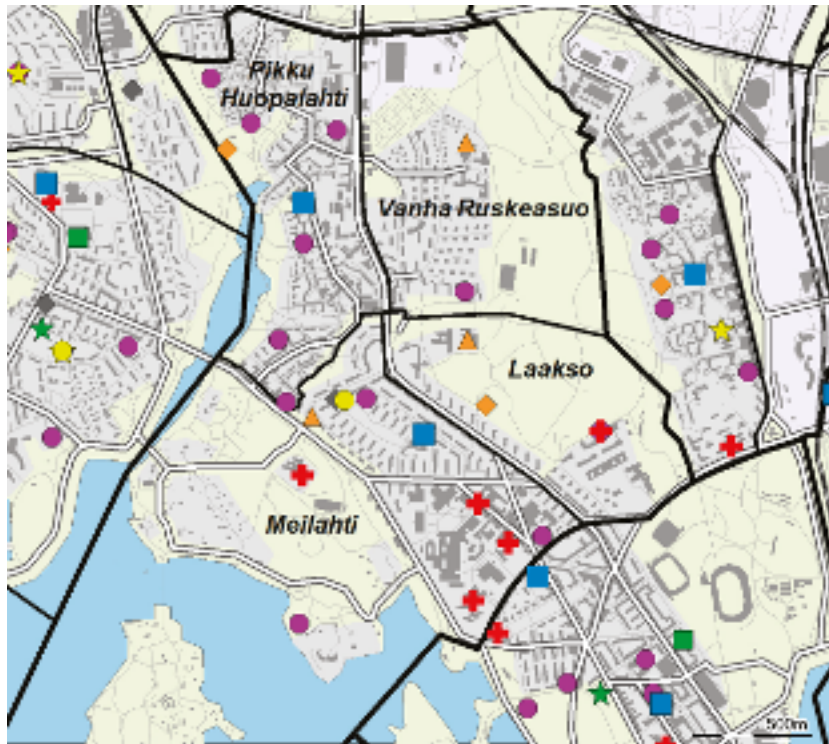 Pikku
Huopalahti
Vanha Ruskeasuo
Laakso
Meilahti
500m